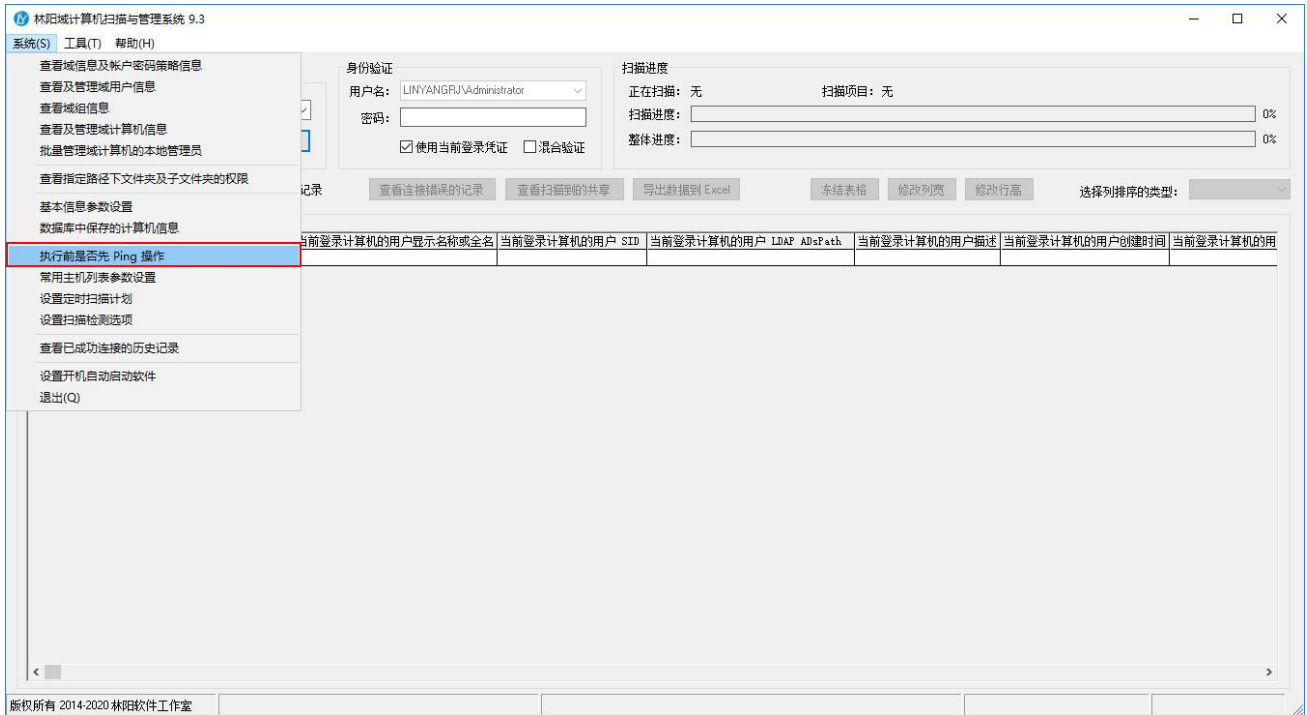 林阳域计算机扫描与管理系统 9.3
系统(S) 工具(T) 帮助(H)
查看域信息及帐户密码策略信息
查看及管理域用户信息
查看域组信息
查看及管理域计算机信息
批量管理域计算机的本地管理员
查看指定路径下文件夹及子文件夹的权限
基本信息参数设置
数据库中保存的计算机信息
执行前是否先 Ping 操作
常用主机列表参数设置
设置定时扫描计划
设置扫描检测选项
查看已成功连接的历史记录
设置开机自动启动软件
退出(Q)
身份验证
用户名: LINYANGRJ\Administrator
密码:
使用当前登录凭证 混合验证
扫描进度
正在扫描: 无 扫描项目: 无
扫描进度: 0%
整体进度: 0%
记录 查看连接错误的记录 查看扫描到的共享 导出数据到 Excel 冻结表格 修改列宽 修改行高 选择列排序的类型:
当前登录计算机的用户显示名称或全名 当前登录计算机的用户 SID 当前登录计算机的用户 LDAP ADsPath 当前登录计算机的用户描述 当前登录计算机的用户创建时间 当前登录计算机的用
版权所有 2014-2020 林阳软件工作室